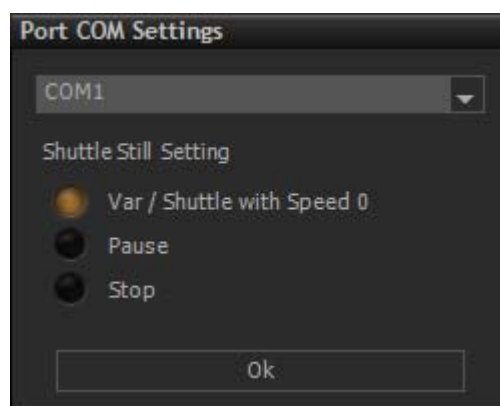 Port COM Settings
COM1
Shuttle Still Setting
Var / Shuttle with Speed 0
Pause
Stop
Ok